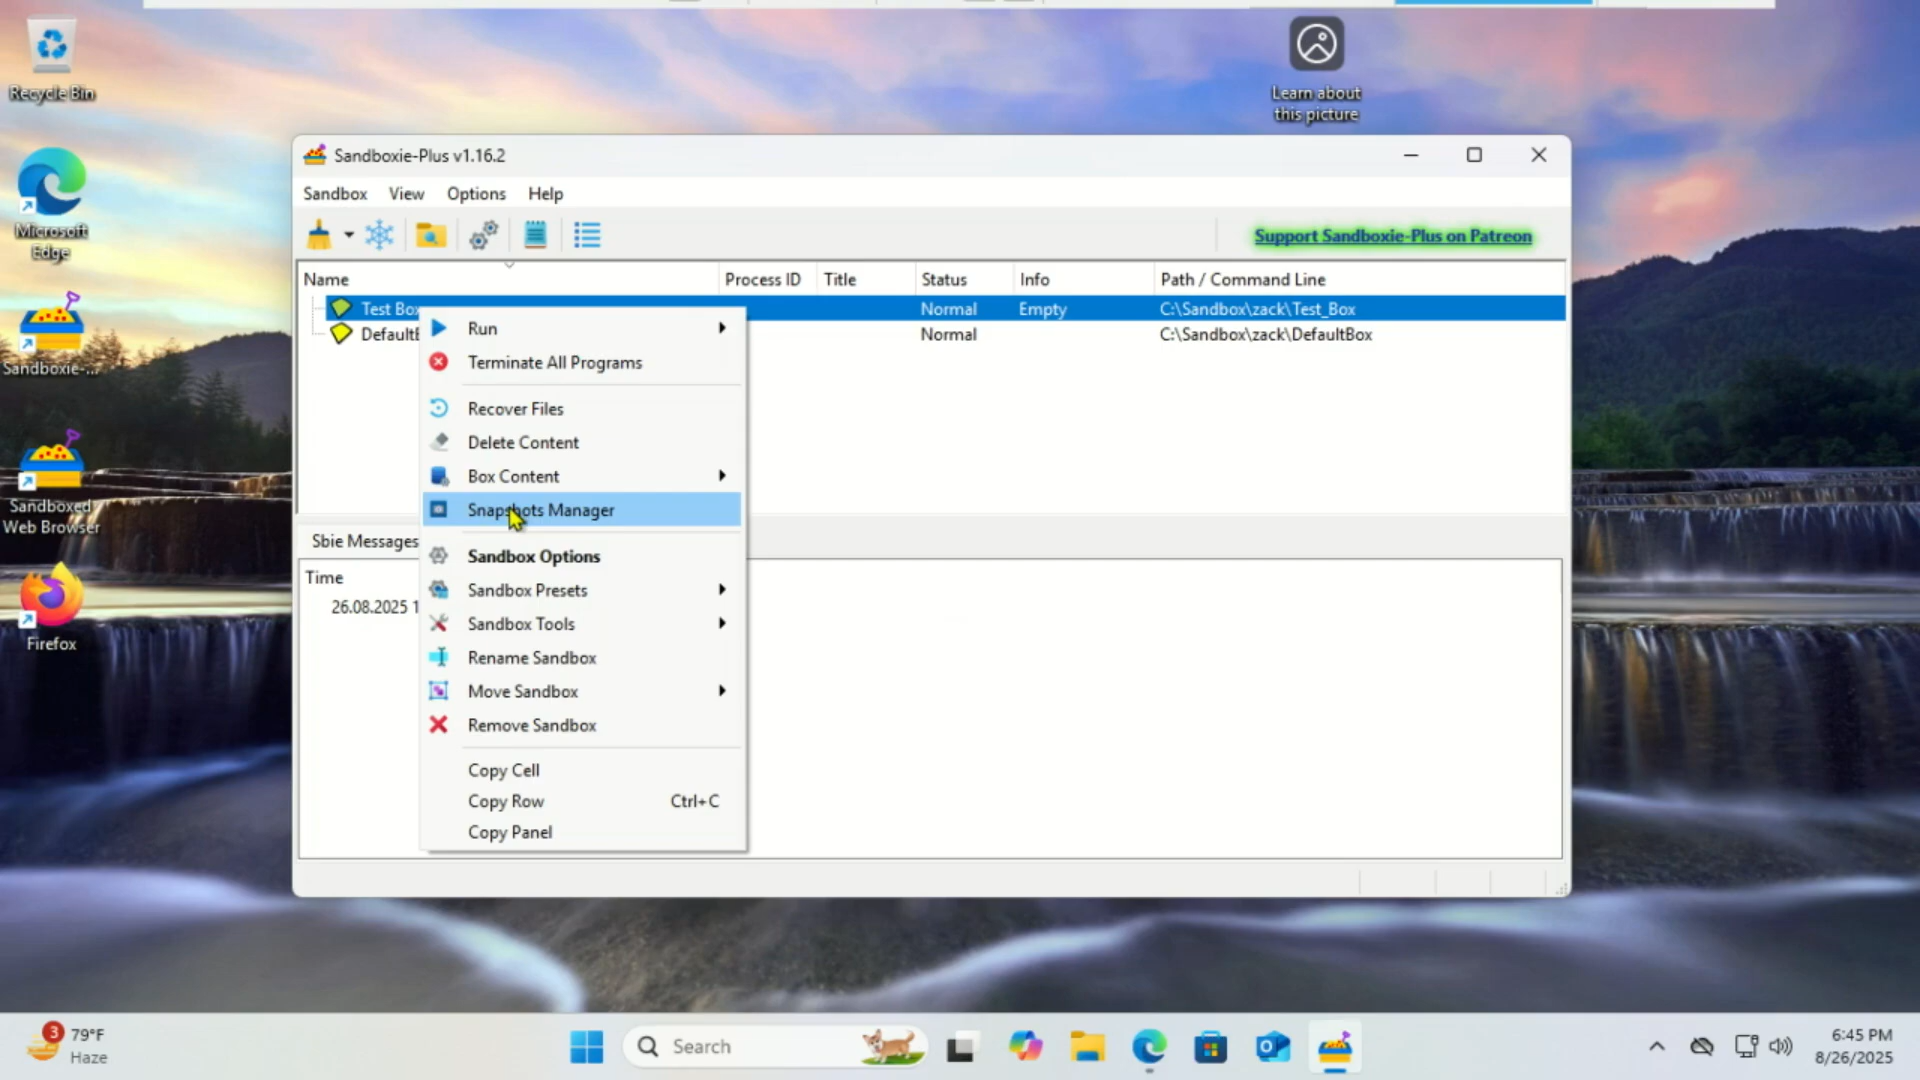 Recycle Bin
Learn about
this picture
Microsoft
Edge
Sandboxie-...
Sandboxed
Web Browser
Firefox
Sandboxie-Plus v1.16.2
Sandbox View Options Help
Support Sandboxie-Plus on Patreon
Name Process ID Title Status Info Path / Command Line
Test Box Normal Empty C:\Sandbox\zack\Test_Box
Normal C:\Sandbox\zack\DefaultBox
Run
Terminate All Programs
Recover Files
Delete Content
Box Content
Snapshots Manager
Sandbox Options
Sandbox Presets
Sandbox Tools
Rename Sandbox
Move Sandbox
Remove Sandbox
Copy Cell
Copy Row Ctrl+C
Copy Panel
Sbie Messages
Time
26.08.2025
3
79°F
Haze
Search
6:45 PM
8/26/2025